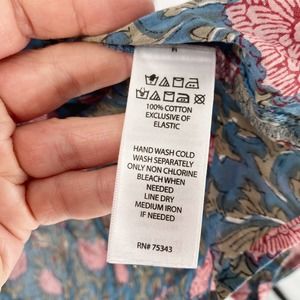 100% COTTON
EXCLUSIVE OF
ELASTIC
HAND WASH COLD
WASH SEPARATELY
ONLY NON CHLORINE
BLEACH WHEN
NEEDED
LINE DRY
MEDIUM IRON
IF NEEDED
RN# 75343